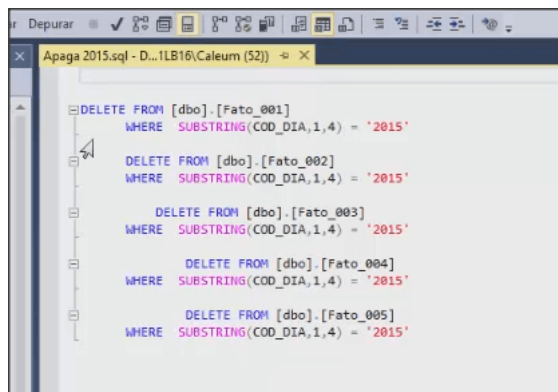 Depurar
Apaga 2015.sql - D...1LB16\Caleum (52))
DELETE FROM [dbo].[Fato_001]
WHERE SUBSTRING(COD_DIA,1,4) = '2015'
DELETE FROM [dbo].[Fato_002]
WHERE SUBSTRING(COD_DIA,1,4) = '2015'
DELETE FROM [dbo].[Fato_003]
WHERE SUBSTRING(COD_DIA,1,4) = '2015'
DELETE FROM [dbo].[Fato_004]
WHERE SUBSTRING(COD_DIA,1,4) = '2015'
DELETE FROM [dbo].[Fato_005]
WHERE SUBSTRING(COD_DIA,1,4) = '2015'